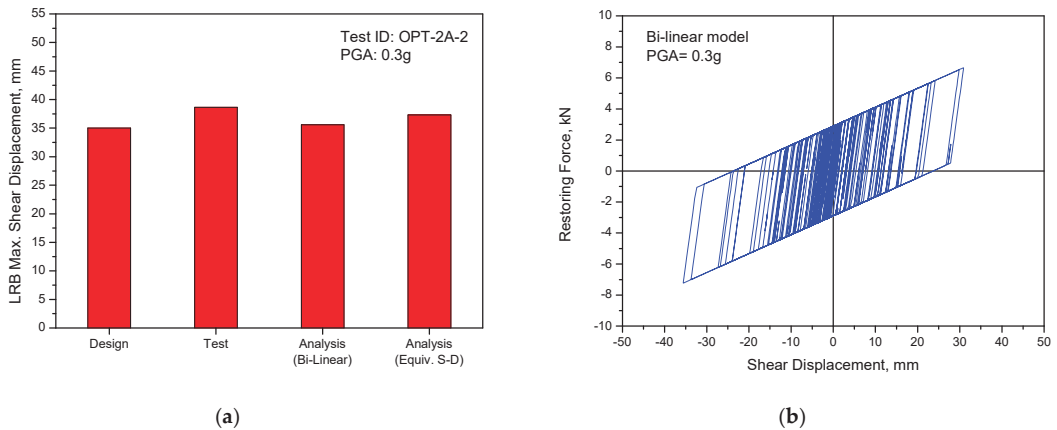 55
50
45
40
35
30
25
20
15
10
5
0
LRB Max. Shear Displacement, mm
Test ID: OPT-2A-2
PGA: 0.3g
Design
Test
Analysis
(Bi-Linear)
Analysis
(Equiv. S-D)
(a)
10
8
6
4
2
0
-2
-4
-6
-8
-10
Restoring Force, kN
Bi-linear model
PGA= 0.3g
-50 -40 -30 -20 -10 0 10 20 30 40 50
Shear Displacement, mm
(b)